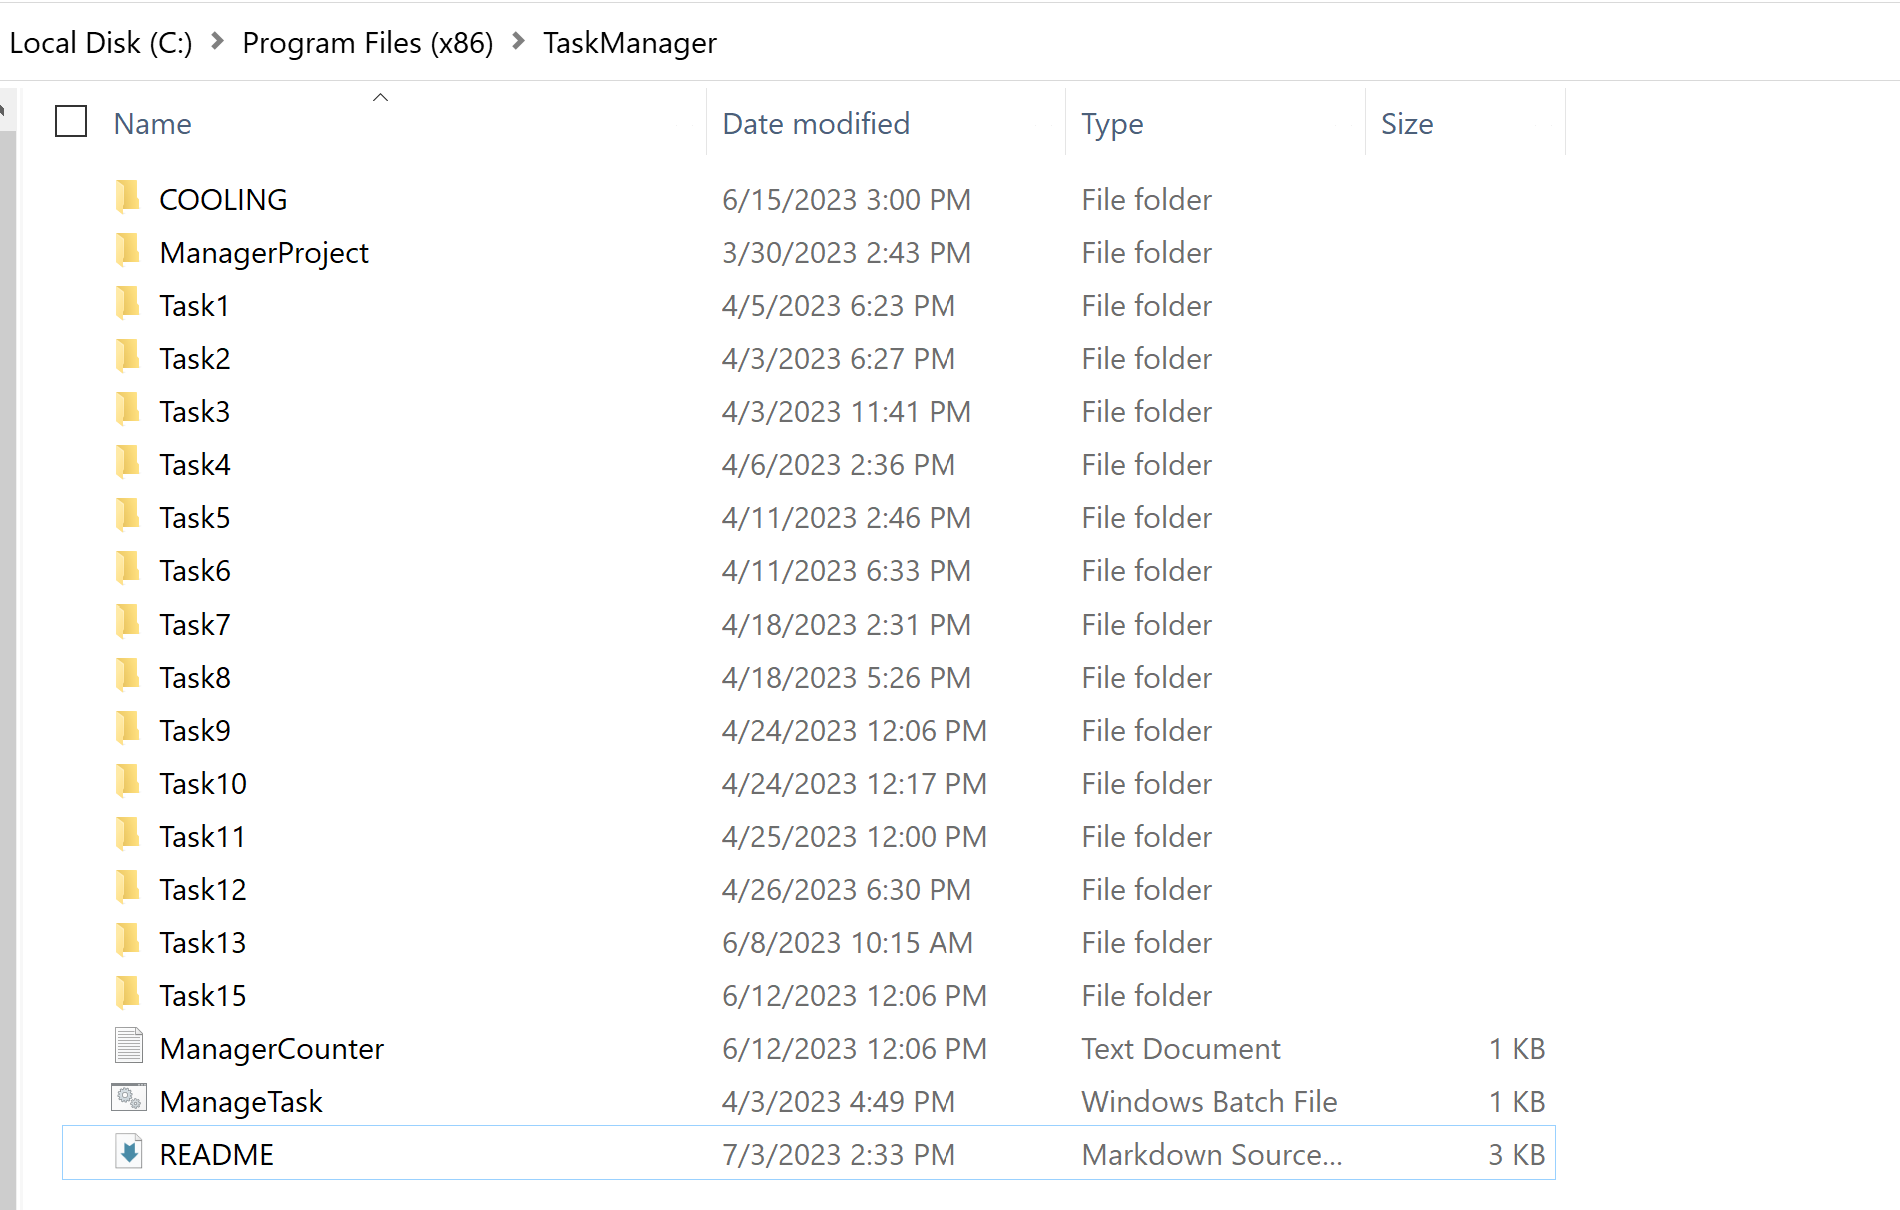 Local Disk (C:) > Program Files (x86) > TaskManager
Name Date modified Type Size
COOLING 6/15/2023 3:00 PM File folder
ManagerProject 3/30/2023 2:43 PM File folder
Task1 4/5/2023 6:23 PM File folder
Task2 4/3/2023 6:27 PM File folder
Task3 4/3/2023 11:41 PM File folder
Task4 4/6/2023 2:36 PM File folder
Task5 4/11/2023 2:46 PM File folder
Task6 4/11/2023 6:33 PM File folder
Task7 4/18/2023 2:31 PM File folder
Task8 4/18/2023 5:26 PM File folder
Task9 4/24/2023 12:06 PM File folder
Task10 4/24/2023 12:17 PM File folder
Task11 4/25/2023 12:00 PM File folder
Task12 4/26/2023 6:30 PM File folder
Task13 6/8/2023 10:15 AM File folder
Task15 6/12/2023 12:06 PM File folder
ManagerCounter 6/12/2023 12:06 PM Text Document 1 KB
ManageTask 4/3/2023 4:49 PM Windows Batch File 1 KB
README 7/3/2023 2:33 PM Markdown Source... 3 KB